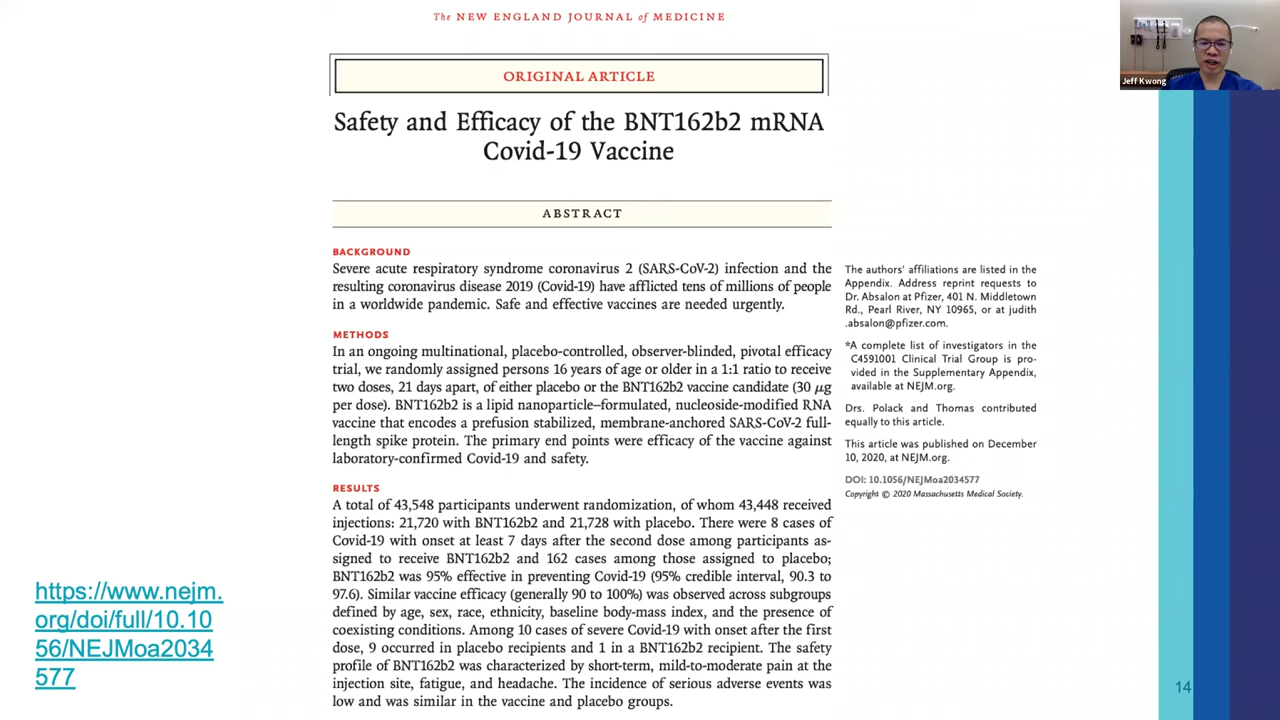 The NEW ENGLAND JOURNAL of MEDICINE
ORIGINAL ARTICLE
Safety and Efficacy of the BNT162b2 mRNA
Covid-19 Vaccine
ABSTRACT
BACKGROUND
Severe acute respiratory syndrome coronavirus 2 (SARS-CoV-2) infection and the
resulting coronavirus disease 2019 (Covid-19) have afflicted tens of millions of people
in a worldwide pandemic. Safe and effective vaccines are needed urgently.
METHODS
In an ongoing multinational, placebo-controlled, observer-blinded, pivotal efficacy
trial, we randomly assigned persons 16 years of age or older in a 1:1 ratio to receive
two doses, 21 days apart, of either placebo or the BNT162b2 vaccine candidate (30 μg
per dose). BNT162b2 is a lipid nanoparticle–formulated, nucleoside-modified RNA
vaccine that encodes a prefusion stabilized, membrane-anchored SARS-CoV-2 full-
length spike protein. The primary end points were efficacy of the vaccine against
laboratory-confirmed Covid-19 and safety.
RESULTS
A total of 43,548 participants underwent randomization, of whom 43,448 received
injections: 21,720 with BNT162b2 and 21,728 with placebo. There were 8 cases of
Covid-19 with onset at least 7 days after the second dose among participants as-
signed to receive BNT162b2 and 162 cases among those assigned to placebo;
BNT162b2 was 95% effective in preventing Covid-19 (95% credible interval, 90.3 to
97.6). Similar vaccine efficacy (generally 90 to 100%) was observed across subgroups
defined by age, sex, race, ethnicity, baseline body-mass index, and the presence of
coexisting conditions. Among 10 cases of severe Covid-19 with onset after the first
dose, 9 occurred in placebo recipients and 1 in a BNT162b2 recipient. The safety
profile of BNT162b2 was characterized by short-term, mild-to-moderate pain at the
injection site, fatigue, and headache. The incidence of serious adverse events was
low and was similar in the vaccine and placebo groups.
The authors' affiliations are listed in the
Appendix. Address reprint requests to
Dr. Absalon at Pfizer, 401 N. Middletown
Rd., Pearl River, NY 10965, or at judith
.absalon@pfizer.com.
*A complete list of investigators in the
C4591001 Clinical Trial Group is pro-
vided in the Supplementary Appendix,
available at NEJM.org.
Drs. Polack and Thomas contributed
equally to this article.
This article was published on December
10, 2020, at NEJM.org.
DOI: 10.1056/NEJMoa2034577
Copyright © 2020 Massachusetts Medical Society.
https://www.nejm.
org/doi/full/10.10
56/NEJMoa2034
577
14
Jeff Kwong